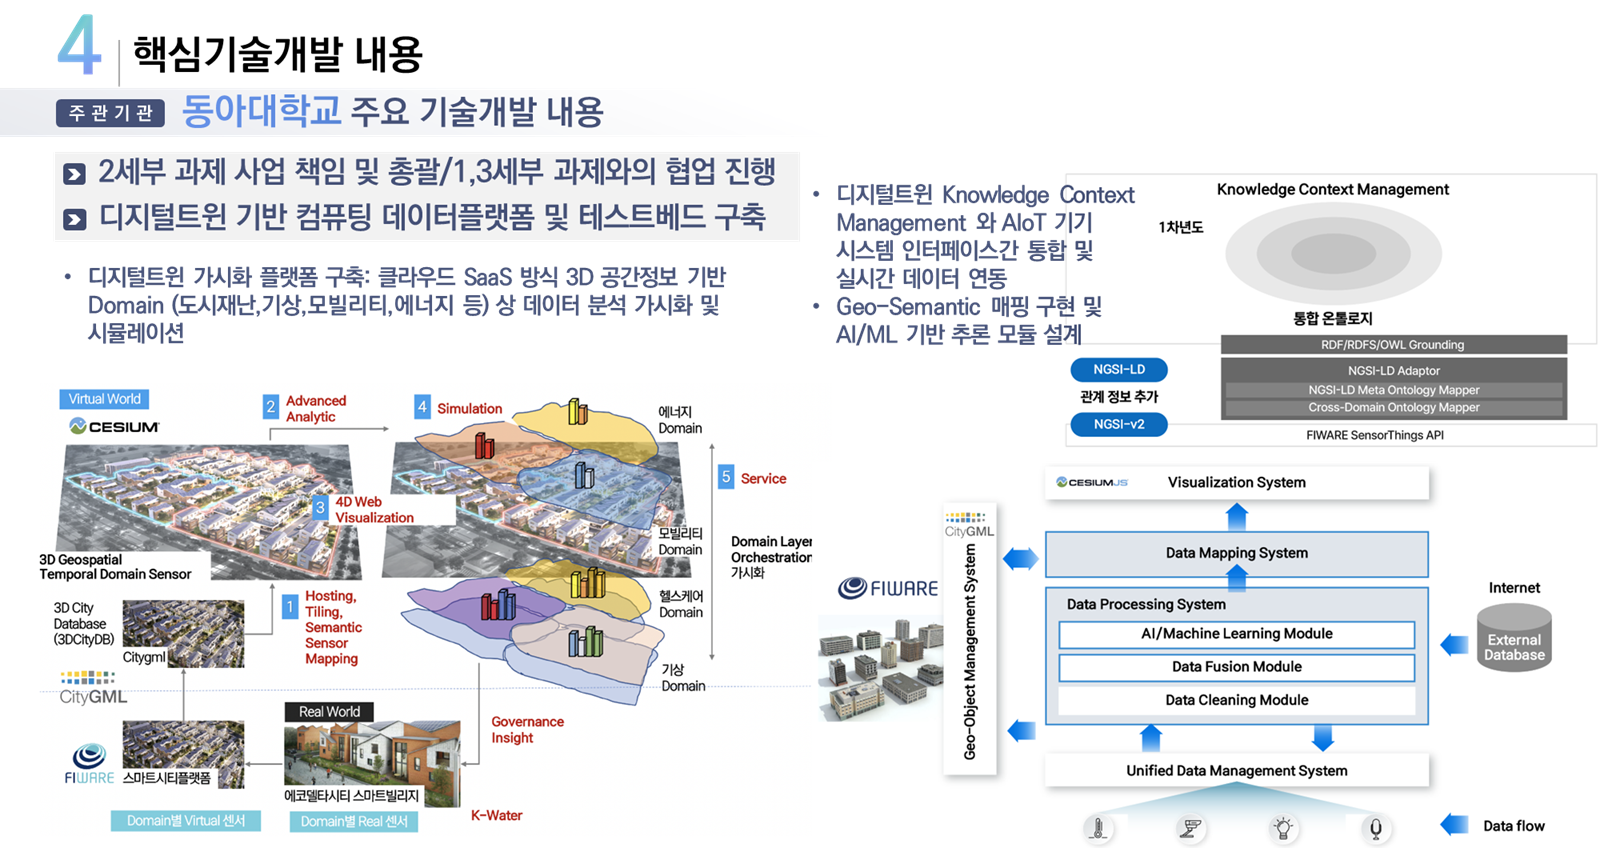 4
핵심기술개발 내용
주관기관 동아대학교 주요 기술개발 내용
2세부 과제 사업 책임 및 총괄/1,3세부 과제와의 협업 진행
디지털트윈 기반 컴퓨팅 데이터플랫폼 및 테스트베드 구축
• 디지털트윈 가시화 플랫폼 구축: 클라우드 SaaS 방식 3D 공간정보 기반
Domain (도시재난,기상,모빌리티,에너지 등) 상 데이터 분석 가시화 및
시뮬레이션
Virtual World
CESIUM
2 Advanced
Analytic
4 Simulation
에너지
Domain
3 4D Web
Visualization
5 Service
모빌리티
Domain
Domain Layer
Orchestration
가시화
3D Geospatial
Temporal Domain Sensor
1 Hosting,
Tiling,
Semantic
Sensor
Mapping
3D City
Database
(3DCityDB)
Citygml
헬스케어
Domain
기상
Domain
CityGML
Real World
Governance
Insight
FIWARE
스마트시티플랫폼
에코델타시티 스마트빌리지
K-Water
Domain별 Virtual 센서
Domain별 Real 센서
• 디지털트윈 Knowledge Context
Management 와 AIoT 기기
시스템 인터페이스간 통합 및
실시간 데이터 연동
• Geo-Semantic 매핑 구현 및
AI/ML 기반 추론 모듈 설계
Knowledge Context Management
1차년도
통합 온톨로지
RDF/RDFS/OWL Grounding
NGSI-LD
관계 정보 추가
NGSI-v2
NGSI-LD Adaptor
NGSI-LD Meta Ontology Mapper
Cross-Domain Ontology Mapper
FIWARE SensorThings API
CESIUMJS Visualization System
CityGML
Geo-Object Management System
FIWARE
Data Mapping System
Data Processing System
AI/Machine Learning Module
Data Fusion Module
Data Cleaning Module
Internet
External
Database
Unified Data Management System
Data flow